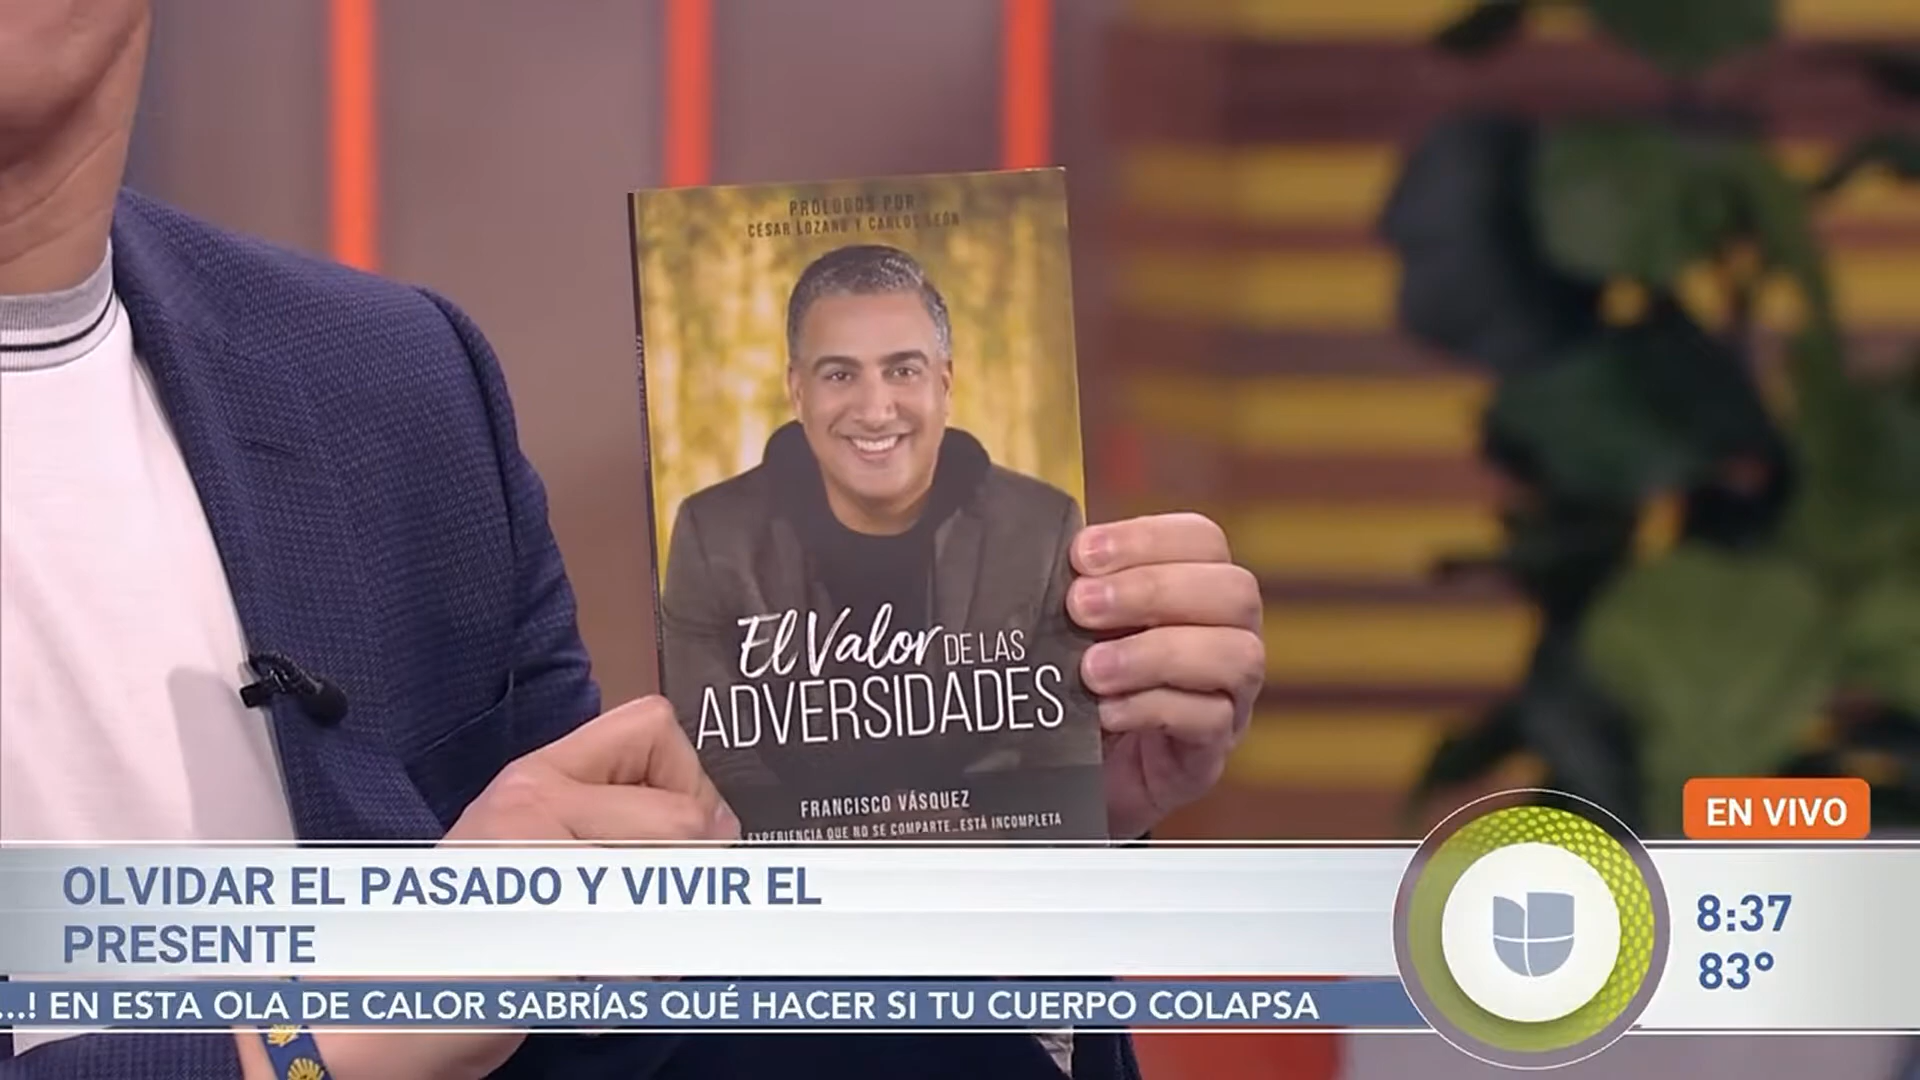 PRÓLOGOS POR
CÉSAR LOZANO Y CARLOS LEÓN
El Valor DE LAS
ADVERSIDADES
FRANCISCO VÁSQUEZ
EXPERIENCIA QUE NO SE COMPARTE...ESTÁ INCOMPLETA
EN VIVO
OLVIDAR EL PASADO Y VIVIR EL
PRESENTE
8:37
83°
...! EN ESTA OLA DE CALOR SABRÍAS QUÉ HACER SI TU CUERPO COLAPSA